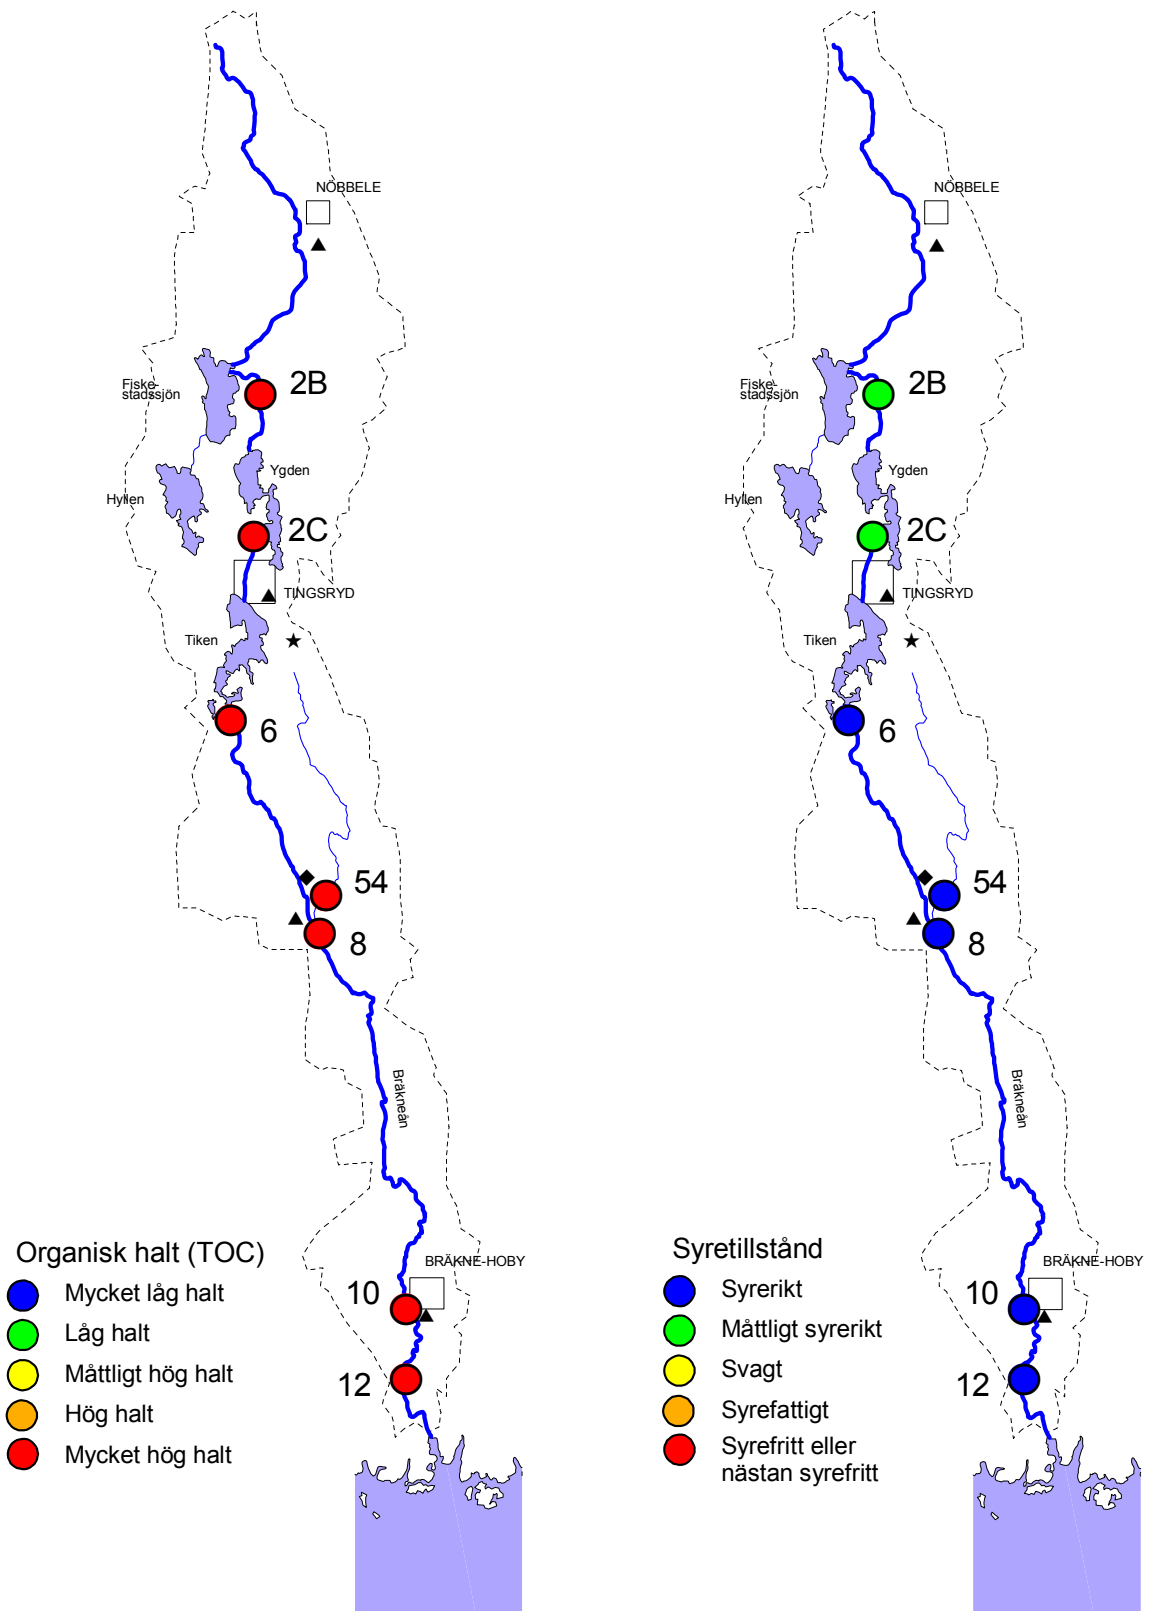 NÖBBELE
2B
Fiske-
stadssjön
Ygden
Hyllen
2C
TINGSRYD
Tiken
6
54
8
Bräkneån
BRÄKNE-HOBY
10
12
Organisk halt (TOC)
Mycket låg halt
Låg halt
Måttligt hög halt
Hög halt
Mycket hög halt
NÖBBELE
2B
Fiske-
stadssjön
Ygden
Hyllen
2C
TINGSRYD
Tiken
6
54
8
Bräkneån
BRÄKNE-HOBY
10
12
Syretillstånd
Syrerikt
Måttligt syrerikt
Svagt
Syrefattigt
Syrefritt eller
nästan syrefritt